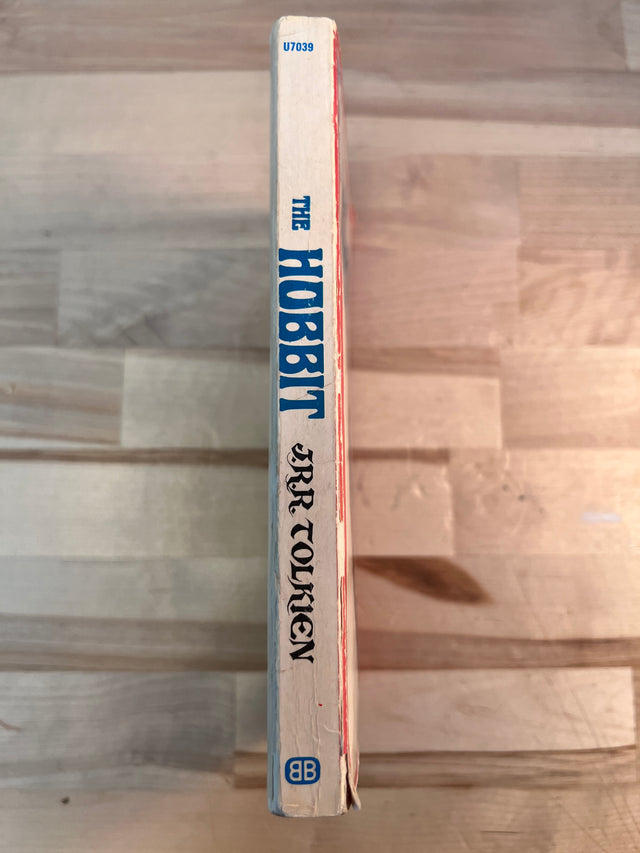 U7039
THE HOBBIT
J.R.R. TOLKIEN
BB